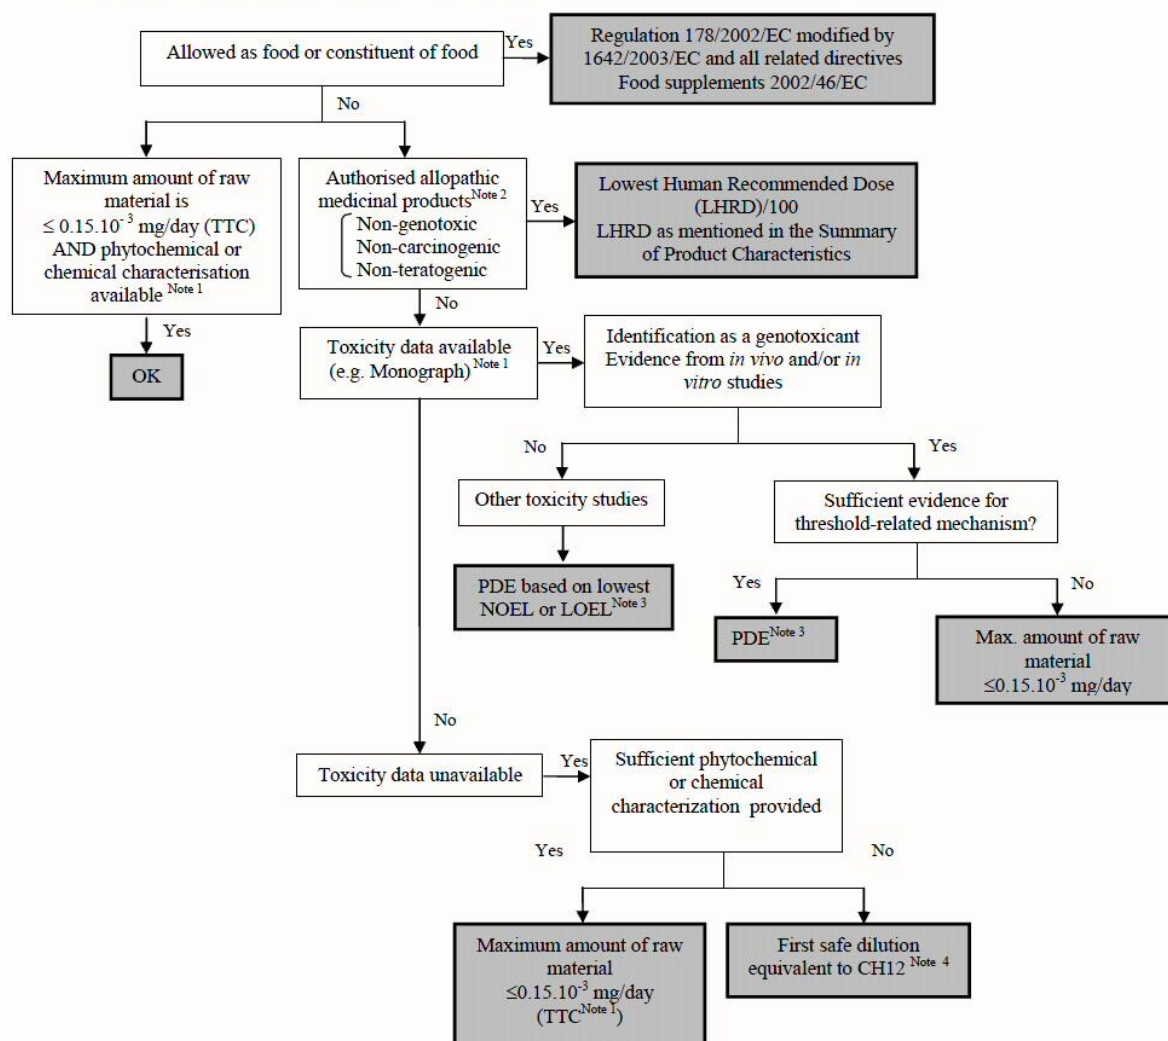 Allowed as food or constituent of food
Yes
Regulation 178/2002/EC modified by
1642/2003/EC and all related directives
Food supplements 2002/46/EC
No
Maximum amount of raw
material is
≤ 0.15.10⁻³ mg/day (TTC)
AND phytochemical or
chemical characterisation
available Note 1
Authorised allopathic
medicinal products Note 2
Non-genotoxic
Non-carcinogenic
Non-teratogenic
Yes
Lowest Human Recommended Dose
(LHRD)/100
LHRD as mentioned in the Summary
of Product Characteristics
Yes
OK
No
Toxicity data available
(e.g. Monograph) Note 1
Yes
Identification as a genotoxicant
Evidence from in vivo and/or in
vitro studies
No
Yes
Other toxicity studies
Sufficient evidence for
threshold-related mechanism?
PDE based on lowest
NOEL or LOEL Note 3
Yes
No
PDE Note 3
Max. amount of raw
material
≤0.15.10⁻³ mg/day
No
Toxicity data unavailable
Yes
Sufficient phytochemical
or chemical
characterization provided
Yes
No
Maximum amount of raw
material
≤0.15.10⁻³ mg/day
(TTC Note 1)
First safe dilution
equivalent to CH12 Note 4